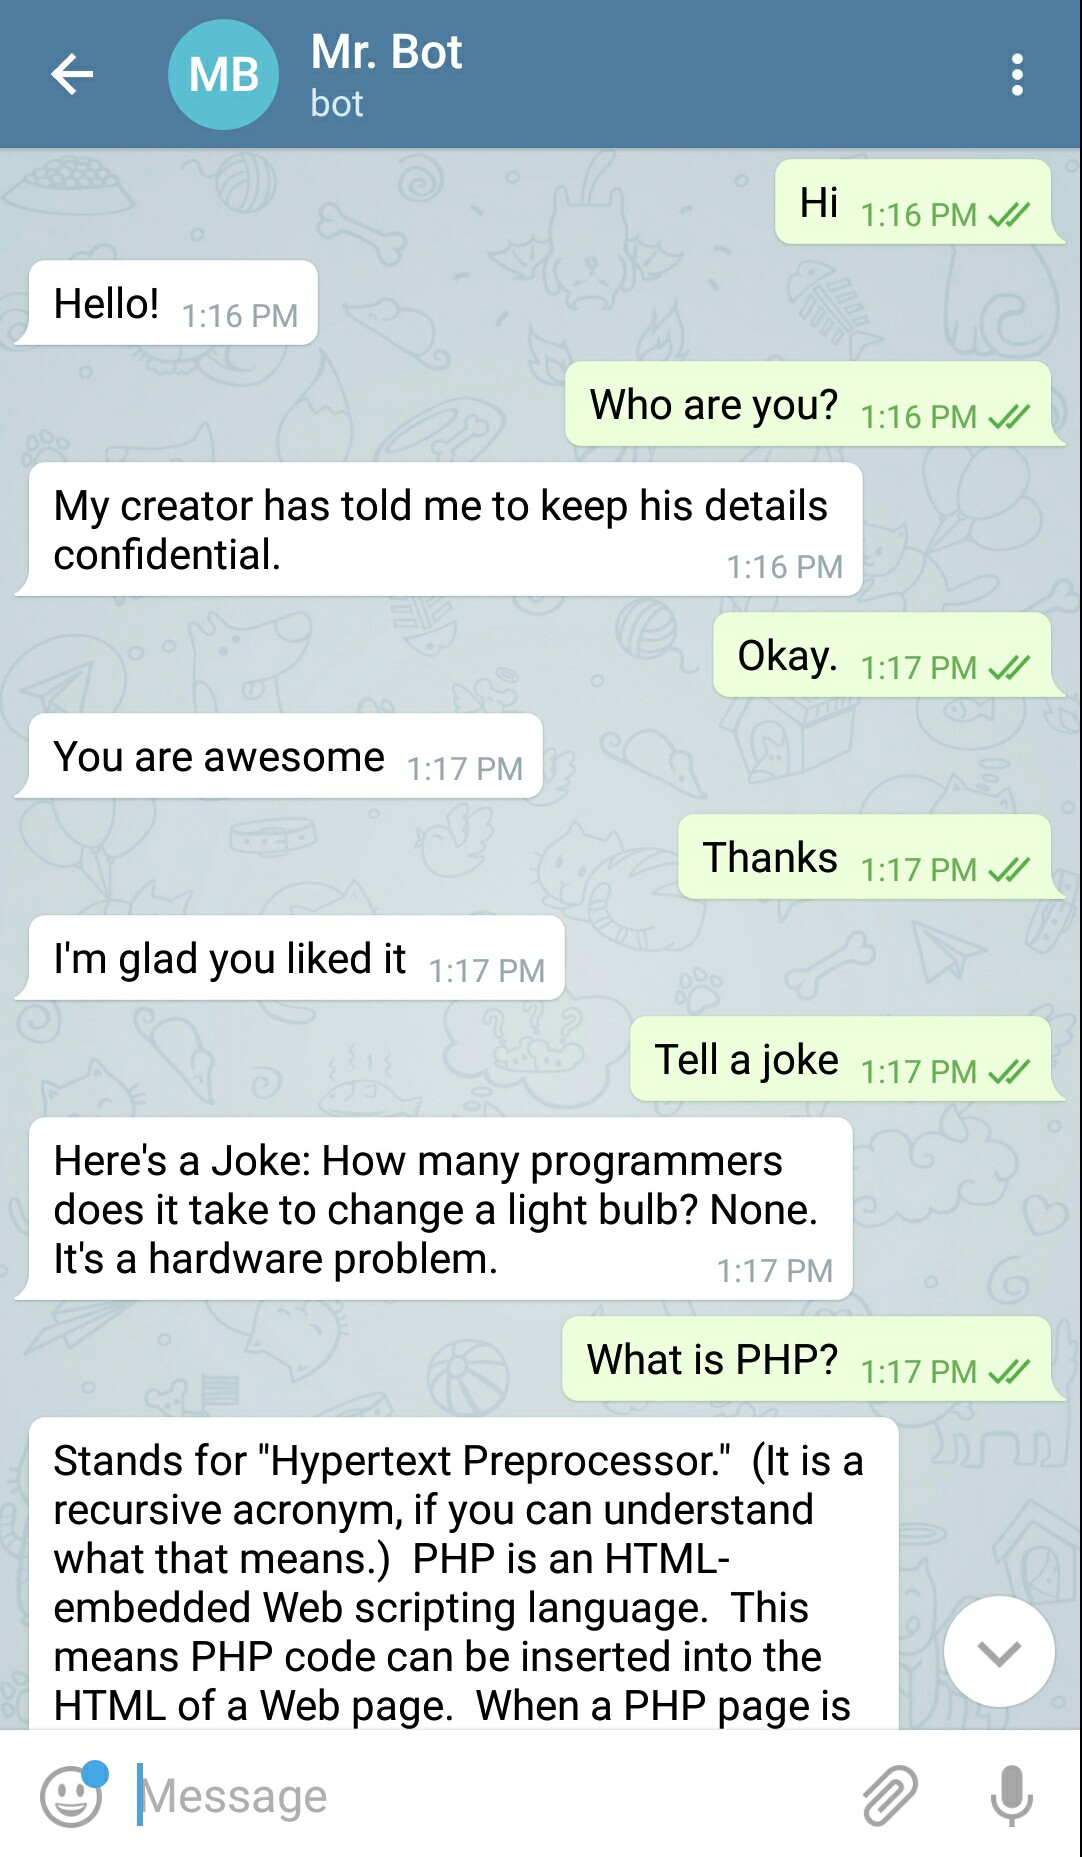 MB
Mr. Bot
bot
Hi 1:16 PM
Hello! 1:16 PM
Who are you? 1:16 PM
My creator has told me to keep his details
confidential. 1:16 PM
Okay. 1:17 PM
You are awesome 1:17 PM
Thanks 1:17 PM
I'm glad you liked it 1:17 PM
Tell a joke 1:17 PM
Here's a Joke: How many programmers
does it take to change a light bulb? None.
It's a hardware problem. 1:17 PM
What is PHP? 1:17 PM
Stands for "Hypertext Preprocessor."  (It is a
recursive acronym, if you can understand
what that means.)  PHP is an HTML-
embedded Web scripting language.  This
means PHP code can be inserted into the
HTML of a Web page.  When a PHP page is
Message